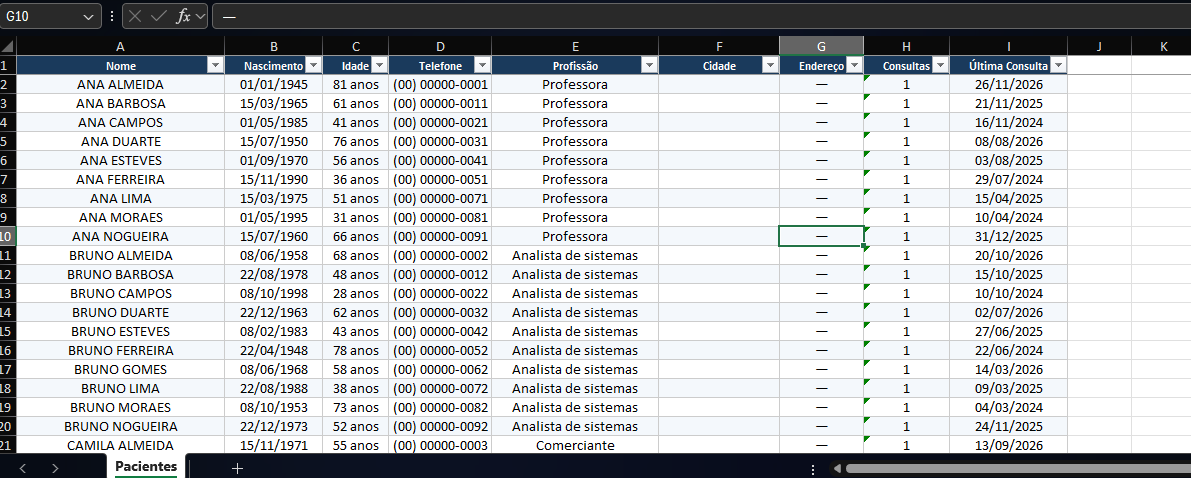 G10 fx —
A B C D E F G H I J K
1 Nome Nascimento Idade Telefone Profissão Cidade Endereço Consultas Última Consulta
2 ANA ALMEIDA 01/01/1945 81 anos (00) 00000-0001 Professora — 1 26/11/2026
3 ANA BARBOSA 15/03/1965 61 anos (00) 00000-0011 Professora — 1 21/11/2025
4 ANA CAMPOS 01/05/1985 41 anos (00) 00000-0021 Professora — 1 16/11/2024
5 ANA DUARTE 15/07/1950 76 anos (00) 00000-0031 Professora — 1 08/08/2026
6 ANA ESTEVES 01/09/1970 56 anos (00) 00000-0041 Professora — 1 03/08/2025
7 ANA FERREIRA 15/11/1990 36 anos (00) 00000-0051 Professora — 1 29/07/2024
8 ANA LIMA 15/03/1975 51 anos (00) 00000-0071 Professora — 1 15/04/2025
9 ANA MORAES 01/05/1995 31 anos (00) 00000-0081 Professora — 1 10/04/2024
10 ANA NOGUEIRA 15/07/1960 66 anos (00) 00000-0091 Professora — 1 31/12/2025
11 BRUNO ALMEIDA 08/06/1958 68 anos (00) 00000-0002 Analista de sistemas — 1 20/10/2026
12 BRUNO BARBOSA 22/08/1978 48 anos (00) 00000-0012 Analista de sistemas — 1 15/10/2025
13 BRUNO CAMPOS 08/10/1998 28 anos (00) 00000-0022 Analista de sistemas — 1 10/10/2024
14 BRUNO DUARTE 22/12/1963 62 anos (00) 00000-0032 Analista de sistemas — 1 02/07/2026
15 BRUNO ESTEVES 08/02/1983 43 anos (00) 00000-0042 Analista de sistemas — 1 27/06/2025
16 BRUNO FERREIRA 22/04/1948 78 anos (00) 00000-0052 Analista de sistemas — 1 22/06/2024
17 BRUNO GOMES 08/06/1968 58 anos (00) 00000-0062 Analista de sistemas — 1 14/03/2026
18 BRUNO LIMA 22/08/1988 38 anos (00) 00000-0072 Analista de sistemas — 1 09/03/2025
19 BRUNO MORAES 08/10/1953 73 anos (00) 00000-0082 Analista de sistemas — 1 04/03/2024
20 BRUNO NOGUEIRA 22/12/1973 52 anos (00) 00000-0092 Analista de sistemas — 1 24/11/2025
21 CAMILA ALMEIDA 15/11/1971 55 anos (00) 00000-0003 Comerciante — 1 13/09/2026
Pacientes